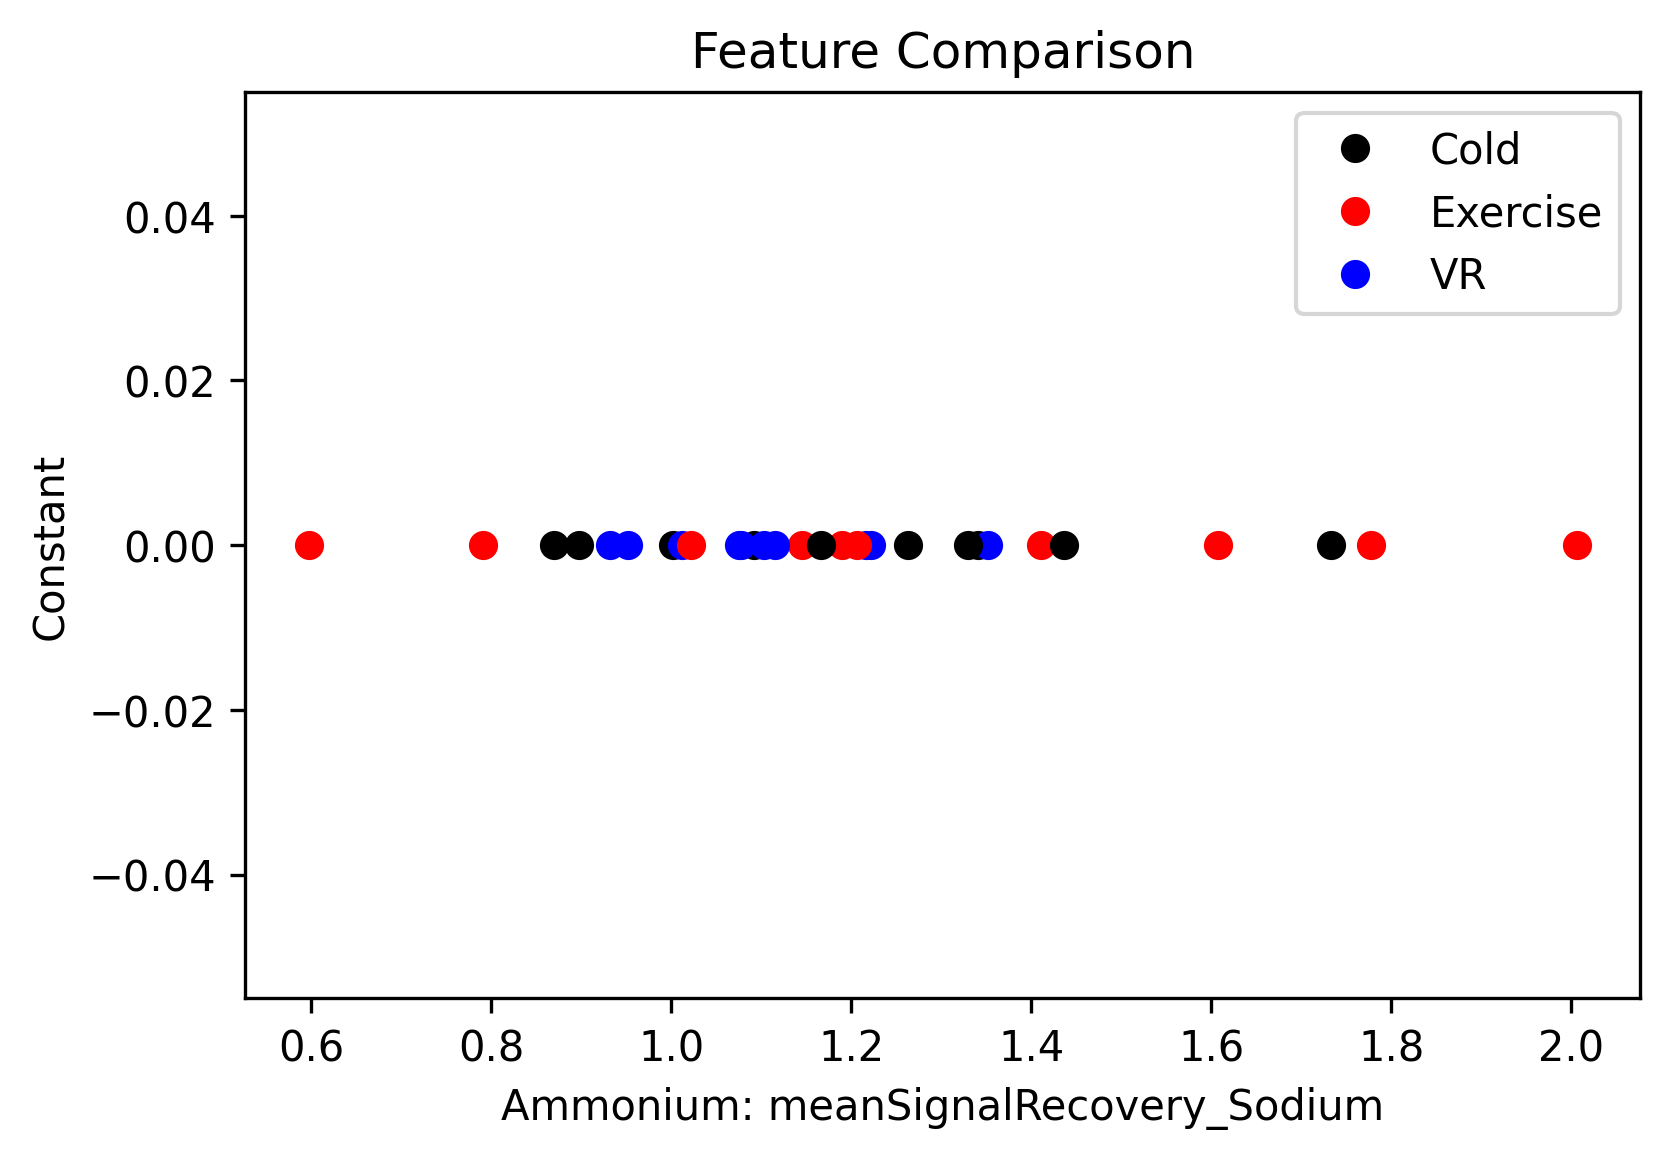 Feature Comparison
Cold
Exercise
VR
0.04
0.02
0.00
−0.02
−0.04
Constant
0.6 0.8 1.0 1.2 1.4 1.6 1.8 2.0
Ammonium: meanSignalRecovery_Sodium